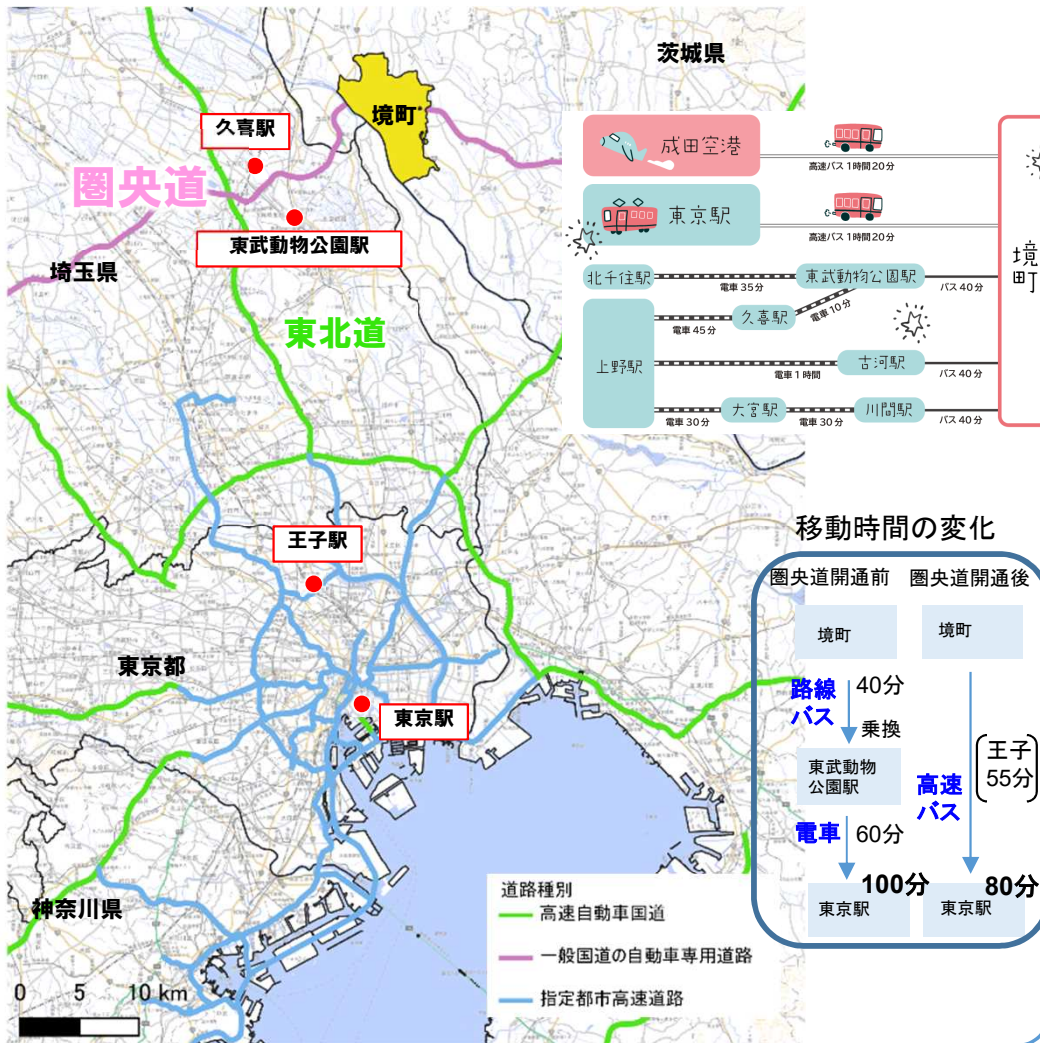 茨城県
境町
久喜駅
圏央道
東武動物公園駅
埼玉県
東北道
王子駅
東京都
東京駅
神奈川県
0 5 10 km
道路種別
高速自動車国道
一般国道の自動車専用道路
指定都市高速道路
成田空港
高速バス 1時間20分
東京駅
高速バス 1時間20分
北千住駅
電車 35分
東武動物公園駅
バス 40分
上野駅
電車 45分
久喜駅
電車 10分
電車 1時間
古河駅
バス 40分
電車 30分
大宮駅
電車 30分
川間駅
バス 40分
境町
移動時間の変化
圏央道開通前
圏央道開通後
境町
境町
路線
バス
40分
乗換
東武動物
公園駅
電車
60分
100分
東京駅
高速
バス
王子
55分
80分
東京駅